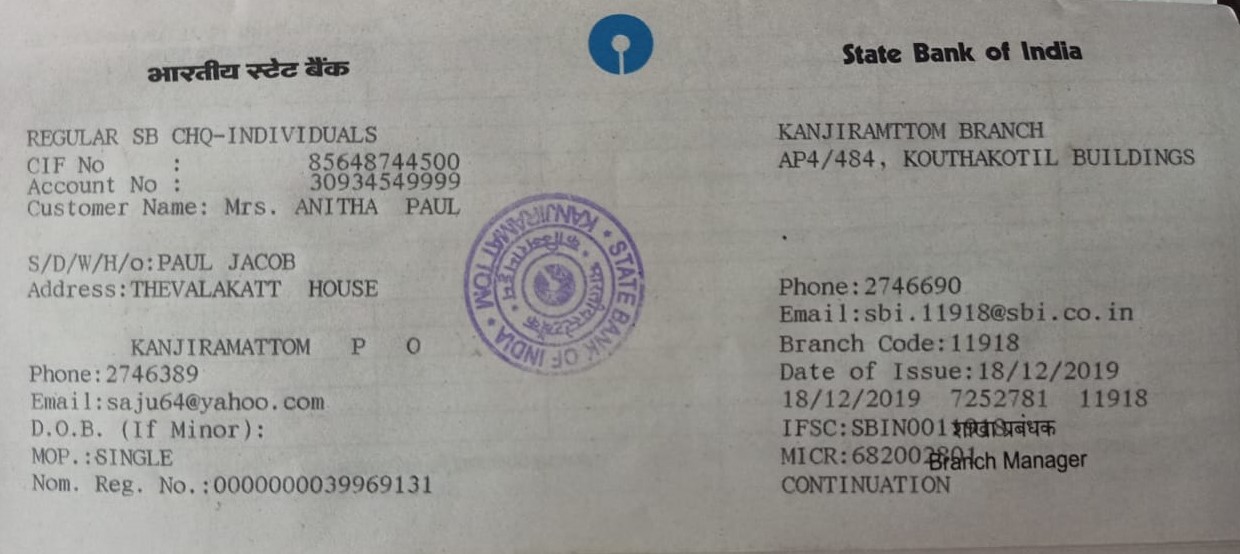 भारतीय स्टेट बैंक
State Bank of India
REGULAR SB CHQ-INDIVIDUALS
CIF No : 85648744500
Account No : 30934549999
Customer Name: Mrs. ANITHA PAUL
S/D/W/H/o:PAUL JACOB
Address:THEVALAKATT HOUSE
KANJIRAMATTOM P O
Phone:2746389
Email:saju64@yahoo.com
D.O.B. (If Minor):
MOP.:SINGLE
Nom. Reg. No.:0000000039969131
STATE BANK OF INDIA • KANJIRAMATTOM •
KANJIRAMTTOM BRANCH
AP4/484, KOUTHAKOTIL BUILDINGS
Phone:2746690
Email:sbi.11918@sbi.co.in
Branch Code:11918
Date of Issue:18/12/2019
18/12/2019 7252781 11918
IFSC:
शाखा प्रबंधक
MICR:
Branch Manager
CONTINUATION